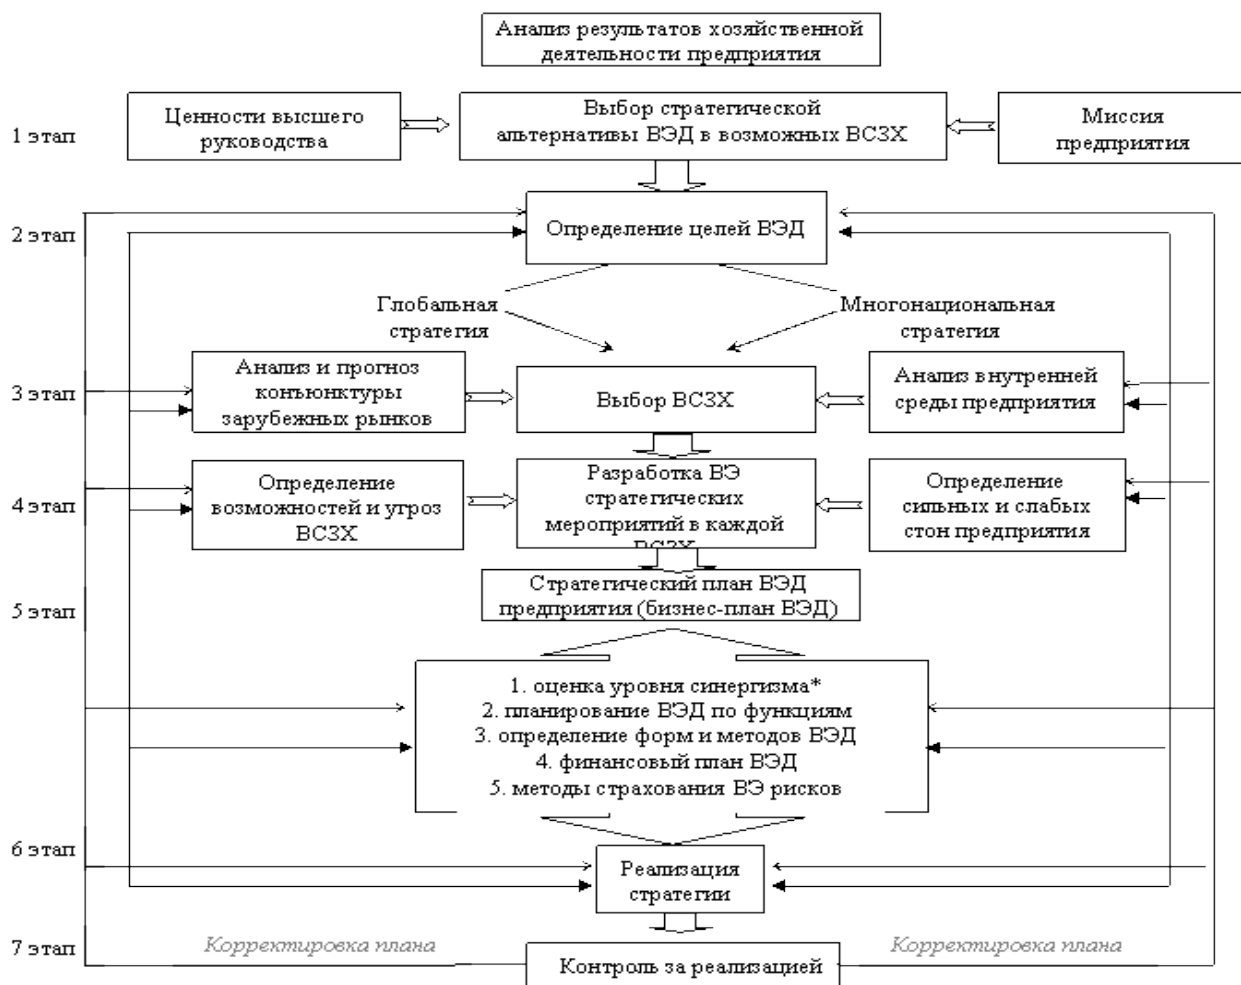 Анализ результатов хозяйственной
деятельности предприятия
1 этап
Ценности высшего
руководства
Выбор стратегической
альтернативы ВЭД в возможных ВСЗХ
Миссия
предприятия
2 этап
Определение целей ВЭД
Глобальная
стратегия
Многонациональная
стратегия
3 этап
Анализ и прогноз
конъюнктуры
зарубежных рынков
Выбор ВСЗХ
Анализ внутренней
среды предприятия
4 этап
Определение
возможностей и угроз
ВСЗХ
Разработка ВЭ
стратегических
мероприятий в каждой
ВСЗХ
Определение
сильных и слабых
стон предприятия
5 этап
Стратегический план ВЭД
предприятия (бизнес-план ВЭД)
1. оценка уровня синергизма*
2. планирование ВЭД по функциям
3. определение форм и методов ВЭД
4. финансовый план ВЭД
5. методы страхования ВЭ рисков
6 этап
Реализация
стратегии
7 этап
Корректировка плана
Корректировка плана
Контроль за реализацией